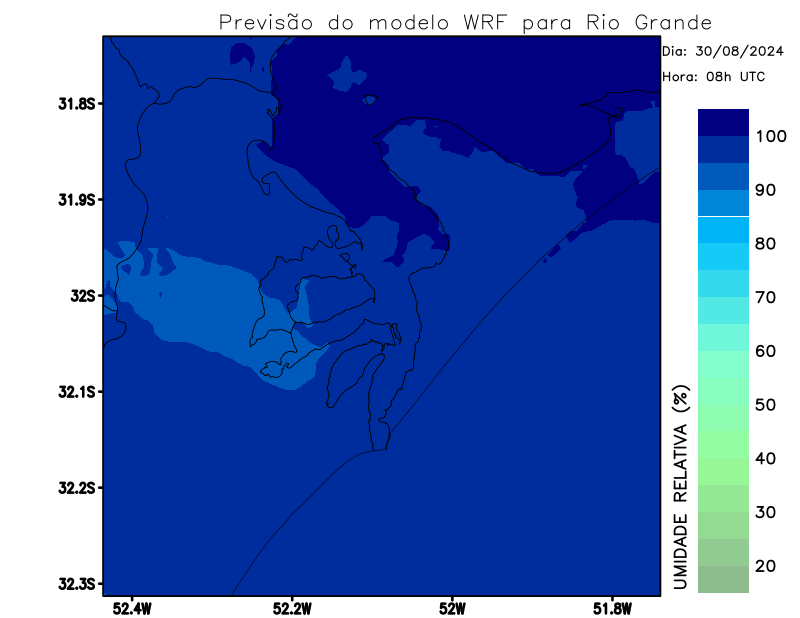 Previsão do modelo WRF para Rio Grande
Dia: 30/08/2024
Hora: 08h UTC
31.8S
31.9S
32S
32.1S
32.2S
32.3S
52.4W
52.2W
52W
51.8W
UMIDADE RELATIVA (%)
100
90
80
70
60
50
40
30
20